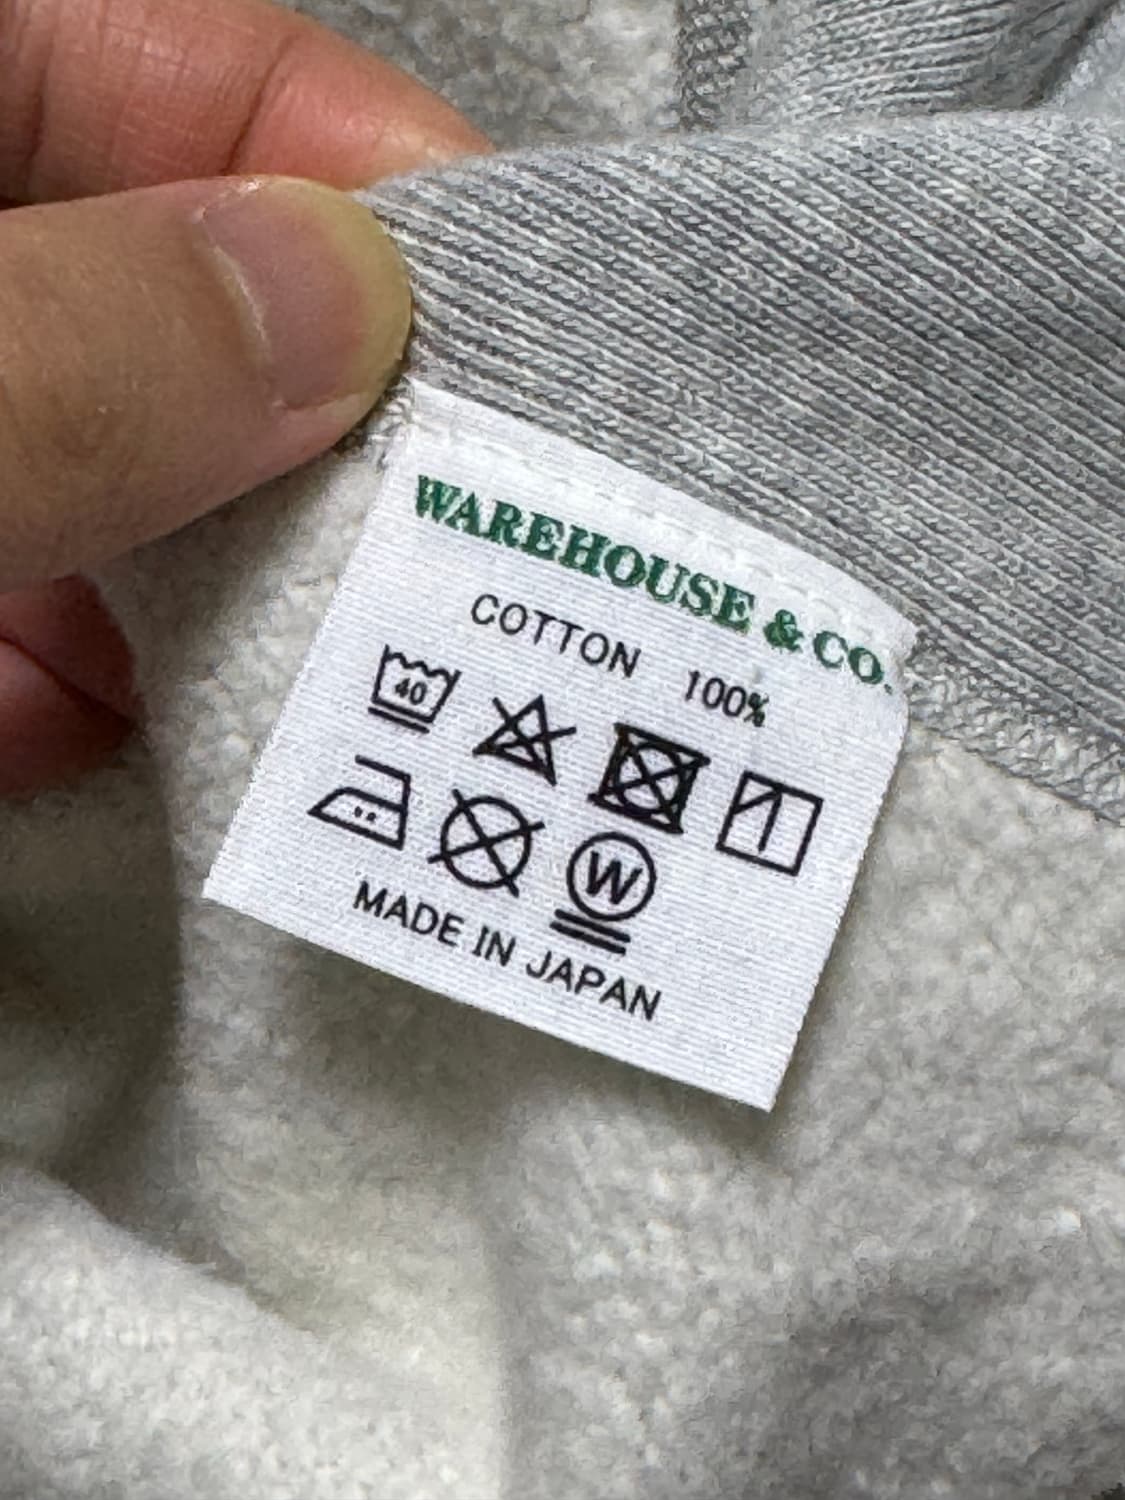 WAREHOUSE & CO.
COTTON 100%
40
W
MADE IN JAPAN